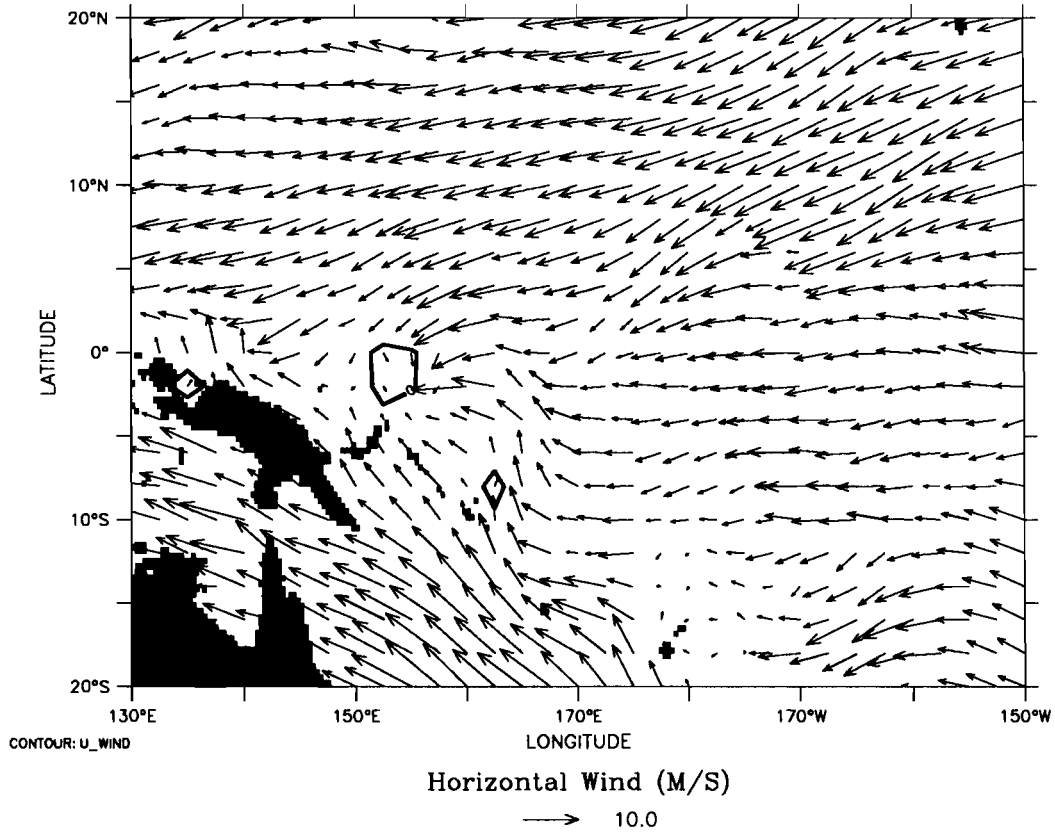 20°N
10°N
0°
10°S
20°S
LATITUDE
130°E 150°E 170°E 170°W 150°W
CONTOUR: U_WIND
LONGITUDE
Horizontal Wind (M/S)
10.0